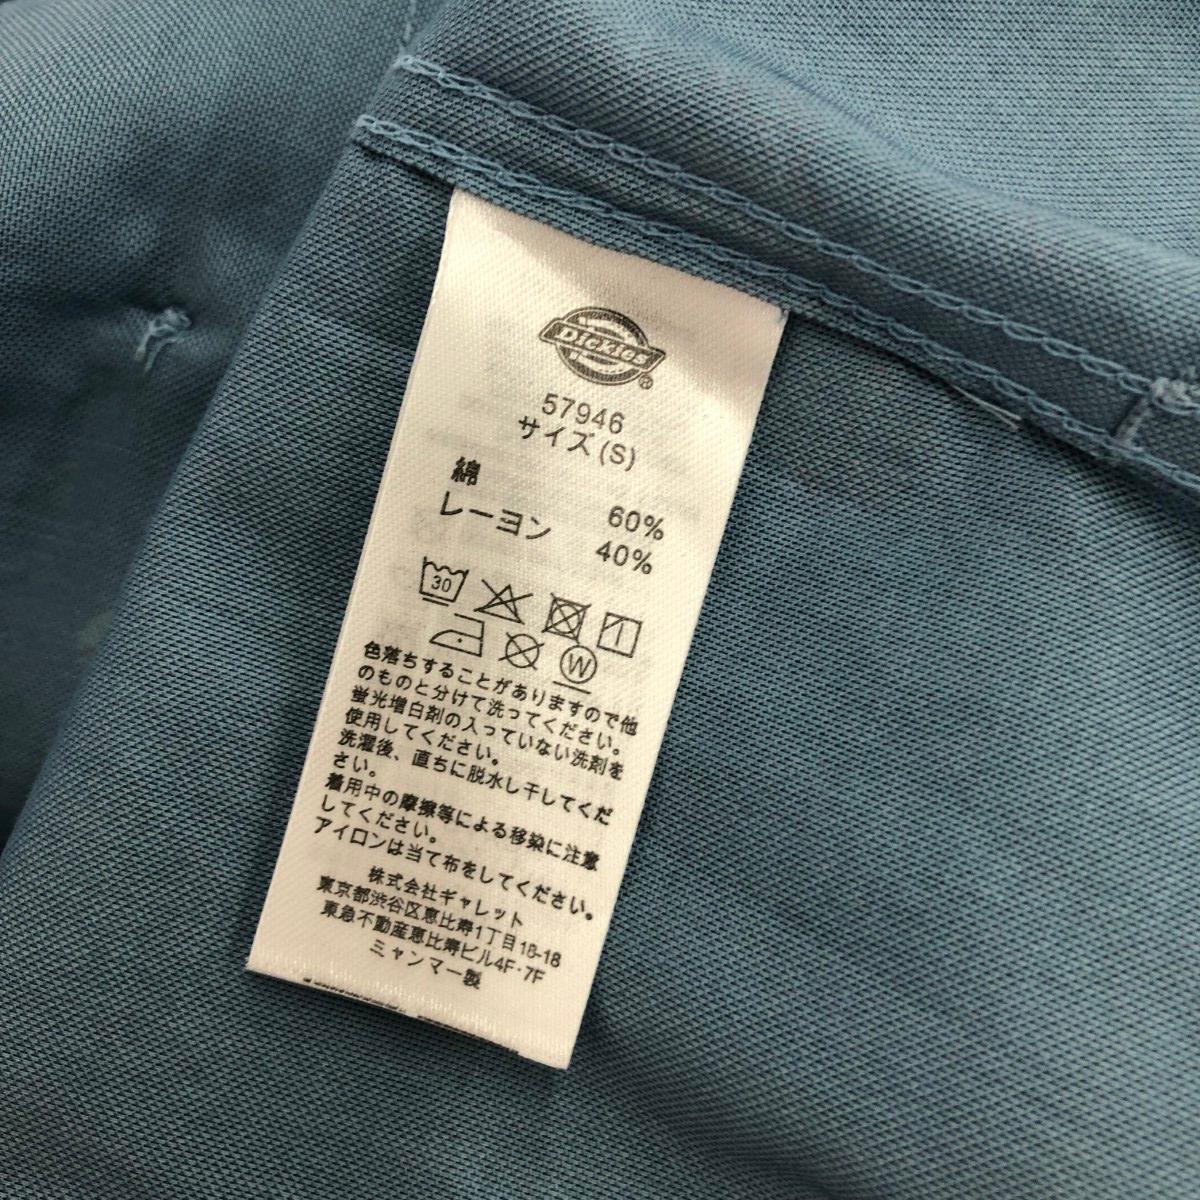 Dickies
®
57946
サイズ(S)
綿 60%
レーヨン 40%
30
W
色落ちすることがありますので他
のものと分けて洗ってください。
蛍光増白剤の入っていない洗剤を
使用してください。
洗濯後、直ちに脱水し干してくだ
さい。
着用中の摩擦等による移染に注意
してください。
アイロンは当て布をしてください。
株式会社ギャレット
東京都渋谷区恵比寿1丁目18-18
東急不動産恵比寿ビル4F・7F
ミャンマー製